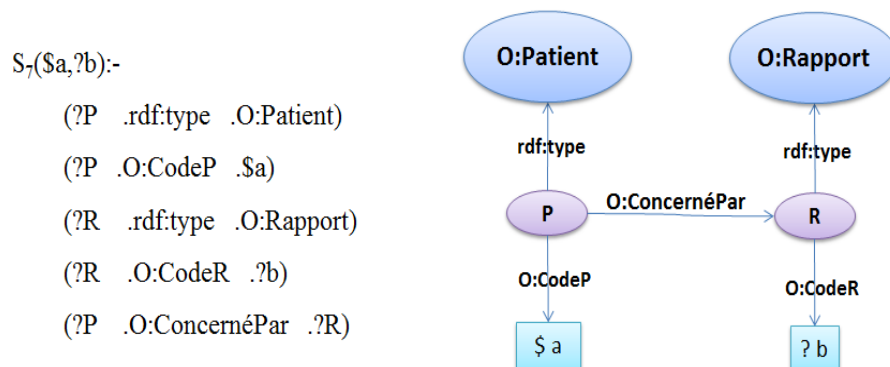 S₇($a,?b):-
(?P .rdf:type .O:Patient)
(?P .O:CodeP .$a)
(?R .rdf:type .O:Rapport)
(?R .O:CodeR .?b)
(?P .O:ConcernéPar .?R)
O:Patient
O:Rapport
rdf:type
rdf:type
P
O:ConcernéPar
R
O:CodeP
O:CodeR
$ a
? b